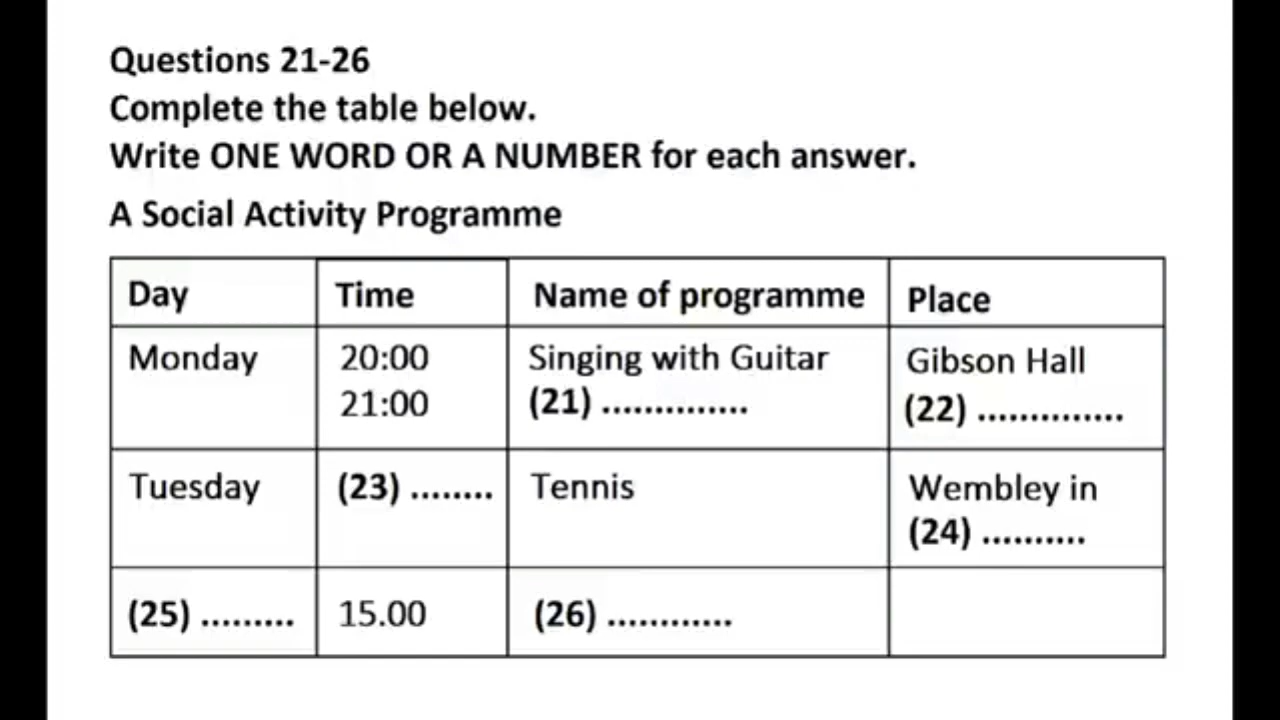 Questions 21-26
Complete the table below.
Write ONE WORD OR A NUMBER for each answer.
A Social Activity Programme
Day Time Name of programme Place
Monday 20:00 Singing with Guitar Gibson Hall
21:00 (21) .............. (22) ..............
Tuesday (23) ........ Tennis Wembley in
(24) ..........
(25) ......... 15.00 (26) ............